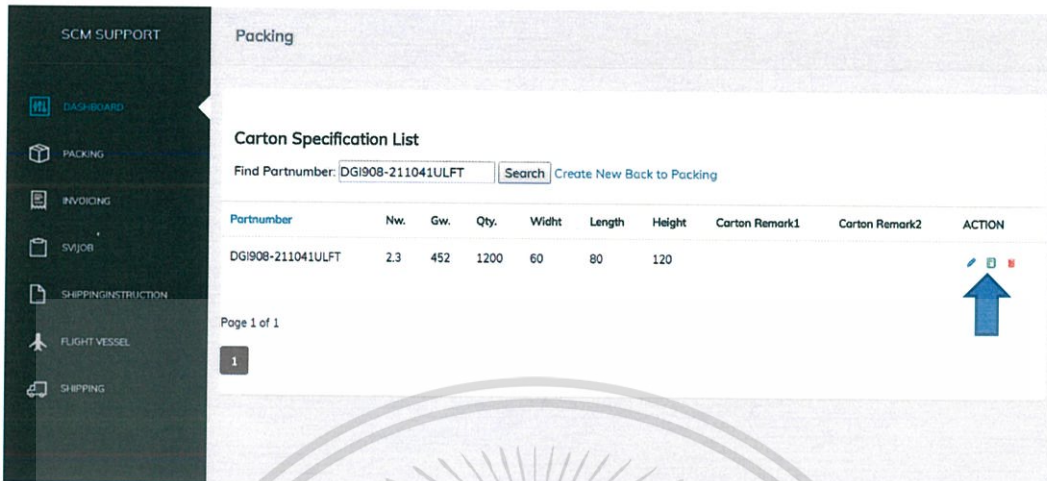 SCM SUPPORT
Packing
DASHBOARD
PACKING
INVOICING
SVIJOB
SHIPPINGINSTRUCTION
FLIGHT VESSEL
SHIPPING
Carton Specification List
Find Partnumber: DGI908-211041ULFT Search Create New Back to Packing
Partnumber Nw. Gw. Qty. Widht Length Height Carton Remark1 Carton Remark2 ACTION
DGI908-211041ULFT 2.3 452 1200 60 80 120
Page 1 of 1
1